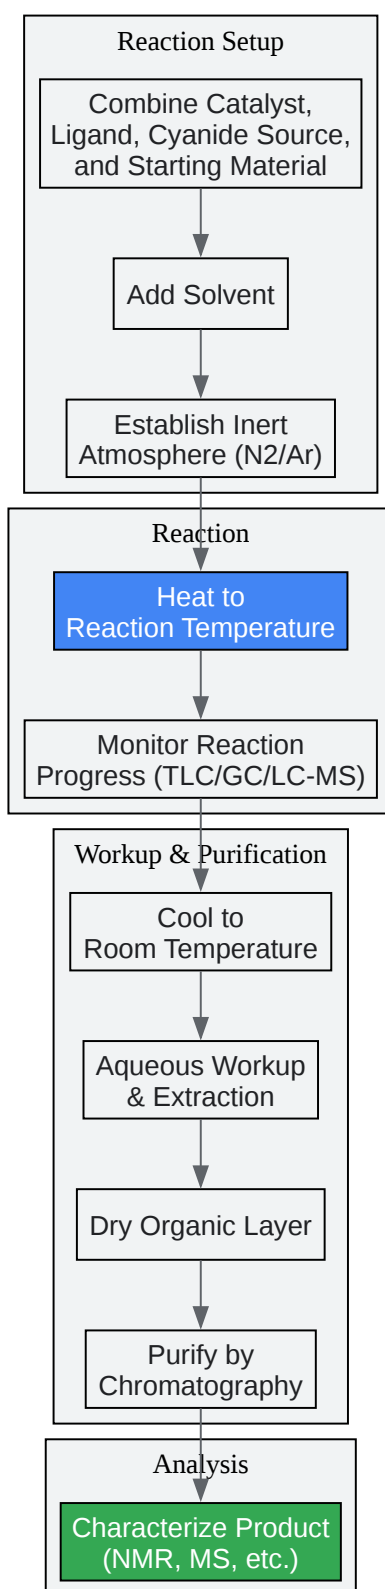 Reaction Setup
Combine Catalyst,
Ligand, Cyanide Source,
and Starting Material
Add Solvent
Establish Inert
Atmosphere (N2/Ar)
Reaction
Heat to
Reaction Temperature
Monitor Reaction
Progress (TLC/GC/LC-MS)
Workup & Purification
Cool to
Room Temperature
Aqueous Workup
& Extraction
Dry Organic Layer
Purify by
Chromatography
Analysis
Characterize Product
(NMR, MS, etc.)